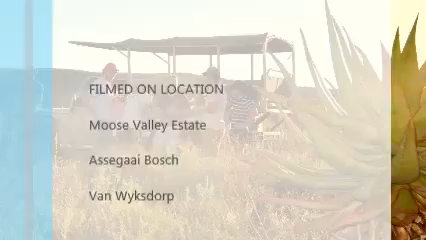 FILMED ON LOCATION
Moose Valley Estate
Assegaai Bosch
Van Wyksdorp